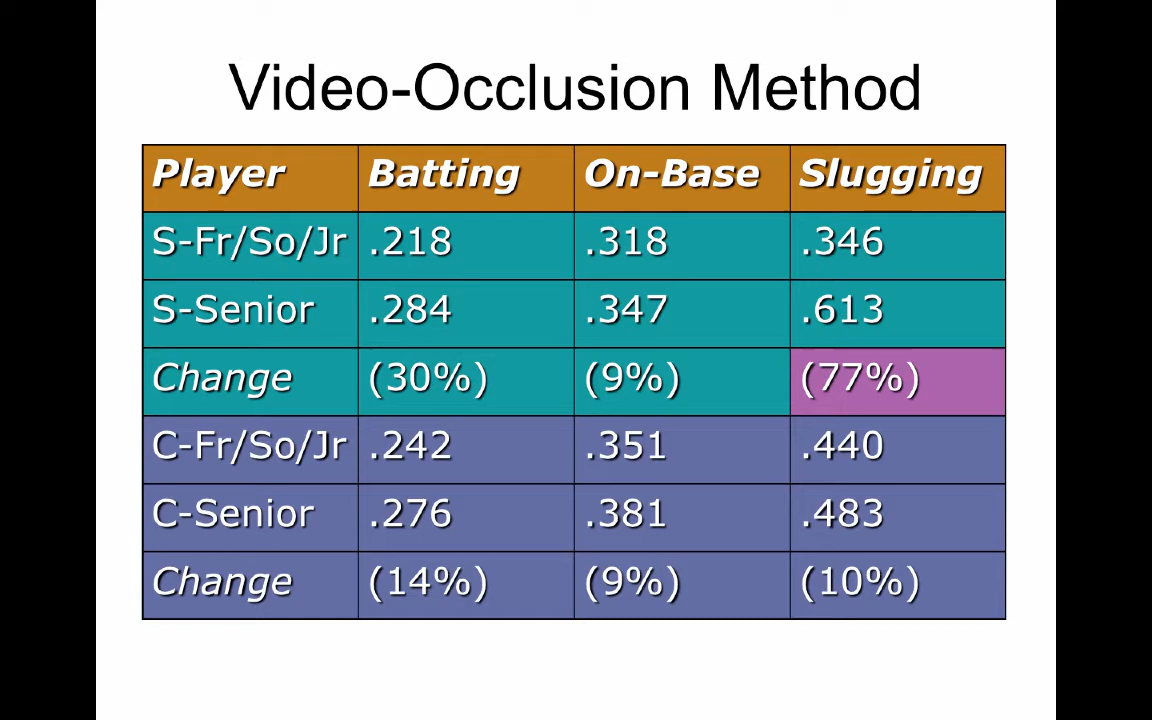 Video-Occlusion Method
Player Batting On-Base Slugging
S-Fr/So/Jr .218 .318 .346
S-Senior .284 .347 .613
Change (30%) (9%) (77%)
C-Fr/So/Jr .242 .351 .440
C-Senior .276 .381 .483
Change (14%) (9%) (10%)